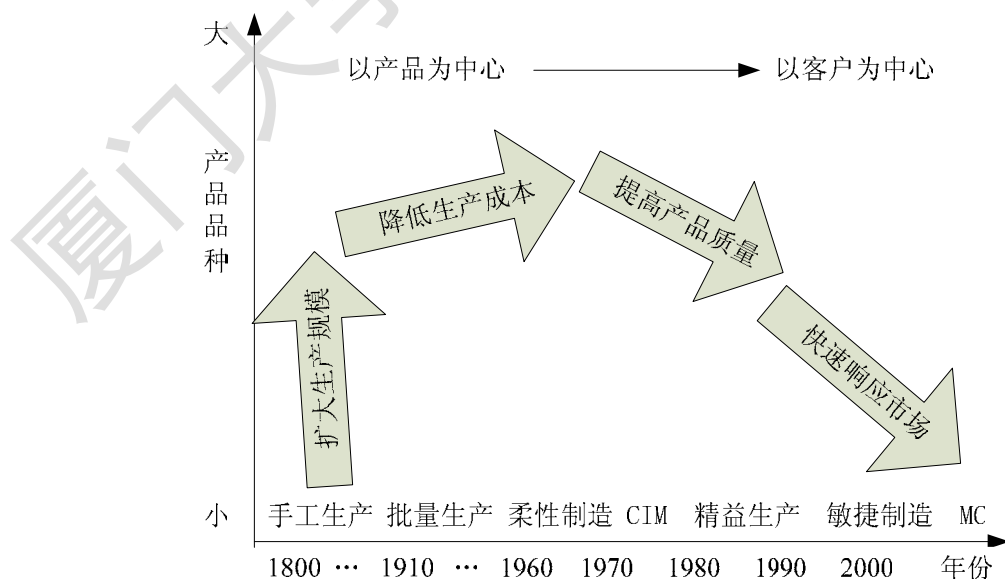 大
以产品为中心 以客户为中心
产品品种
降低生产成本
提高产品质量
扩大生产规模
快速响应市场
小 手工生产 批量生产 柔性制造 CIM 精益生产 敏捷制造 MC
1800 … 1910 … 1960 1970 1980 1990 2000 年份
厦门大